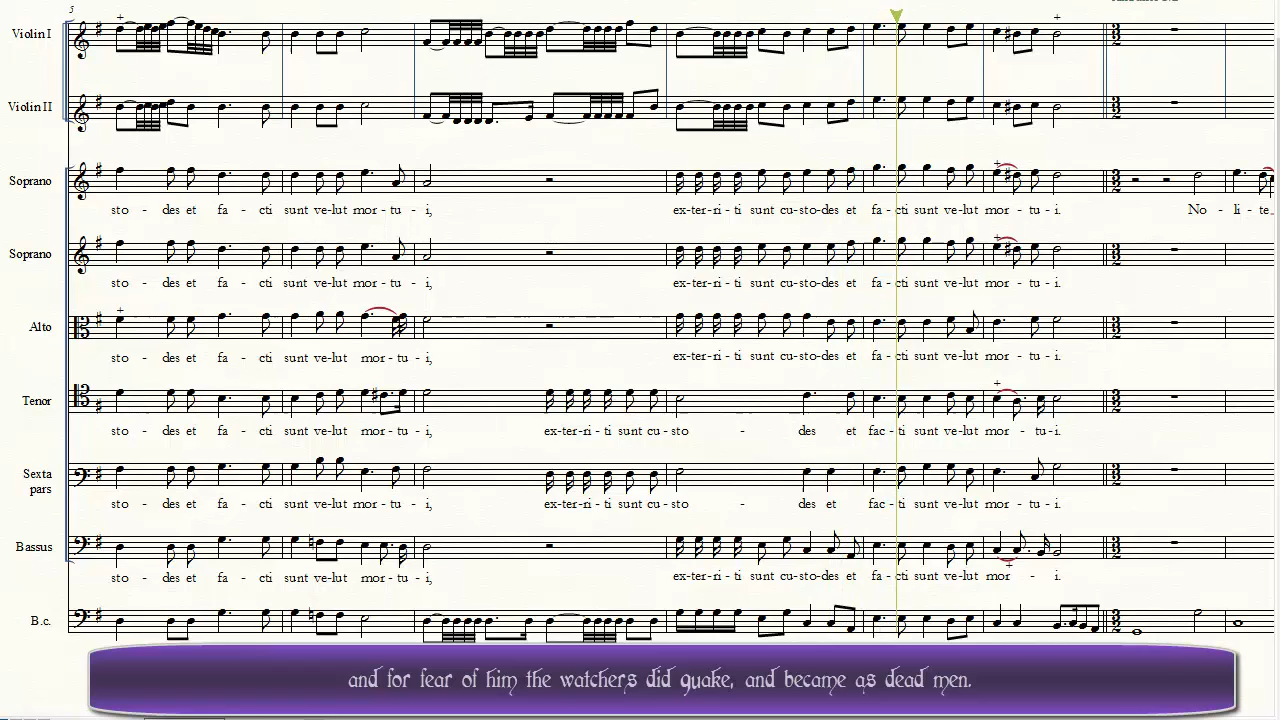 5
Violin I
Violin II
Soprano
sto - des et fa - cti sunt ve-lut mor - tu - i, ex-ter-ri - ti sunt cu-sto-des et fa - cti sunt ve-lut mor - tu - i. No - li - te
Soprano
sto - des et fa - cti sunt ve-lut mor - tu - i, ex-ter-ri - ti sunt cu-sto-des et fa - cti sunt ve-lut mor - tu - i.
Alto
sto - des et fa - cti sunt ve-lut mor - tu - i, ex-ter-ri - ti sunt cu-sto-des et fa - cti sunt ve-lut mor - tu - i.
Tenor
sto - des et fa - cti sunt ve-lut mor - tu - i, ex-ter-ri - ti sunt cu - sto - des et fac - ti sunt ve-lut mor - tu - i.
Sexta
pars
sto - des et fa - cti sunt ve-lut mor - tu - i, ex-ter-ri - ti sunt cu - sto - des et fac - ti sunt ve-lut mor - tu - i.
Bassus
sto - des et fa - cti sunt ve-lut mor - tu - i, ex-ter-ri - ti sunt cu-sto-des et fa - cti sunt ve-lut mor - i.
B.c.
and for fear of him the watchers did quake, and became as dead men.